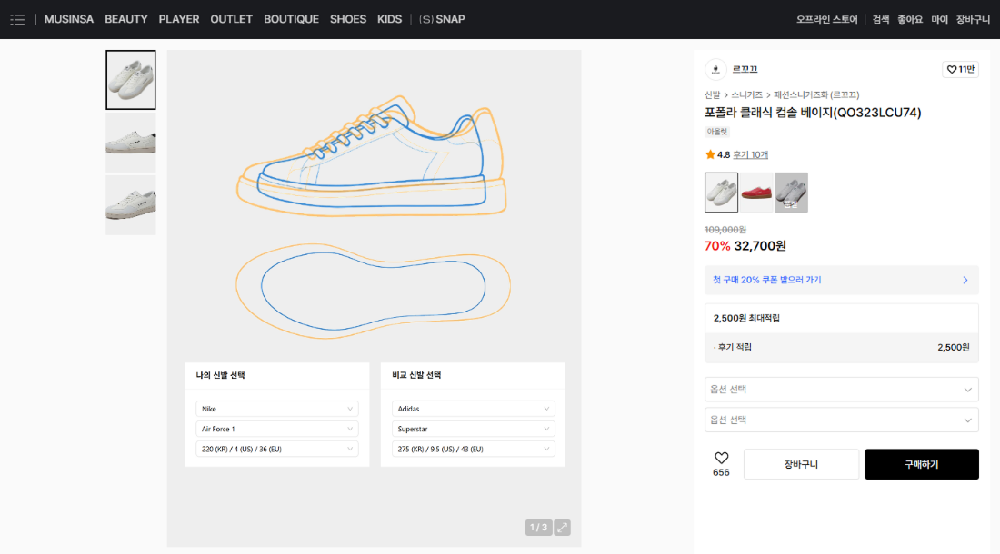 MUSINSA BEAUTY PLAYER OUTLET BOUTIQUE SHOES KIDS (S) SNAP
오프라인 스토어 검색 좋아요 마이 장바구니
르꼬끄
11만
신발 > 스니커즈 > 패션스니커즈화 (르꼬끄)
포폴라 클래식 컵솔 베이지(QO323LCU74)
아울렛
4.8 후기 10개
109,000원
70% 32,700원
첫 구매 20% 쿠폰 받으러 가기
2,500원 최대적립
· 후기 적립 2,500원
옵션 선택
옵션 선택
656
장바구니
구매하기
나의 신발 선택
Nike
Air Force 1
220 (KR) / 4 (US) / 36 (EU)
비교 신발 선택
Adidas
Superstar
275 (KR) / 9.5 (US) / 43 (EU)
1 / 3